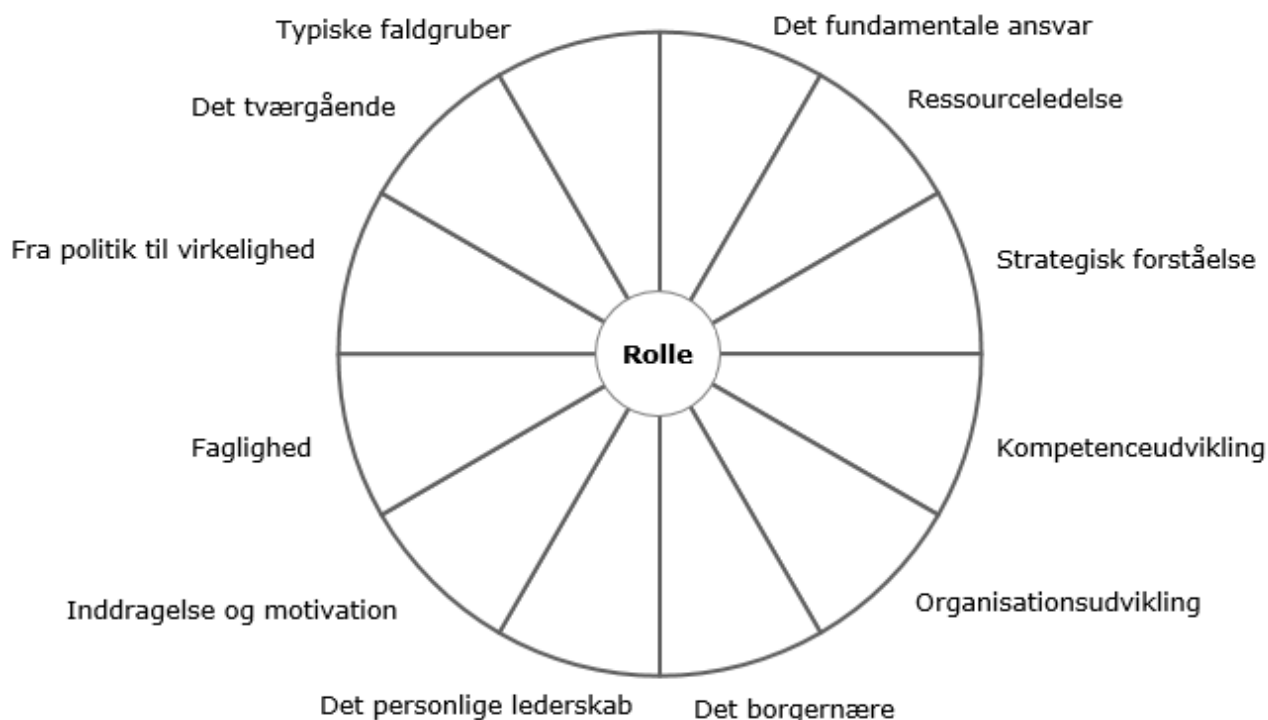 Typiske faldgruber
Det fundamentale ansvar
Det tværgående
Ressourceledelse
Fra politik til virkelighed
Strategisk forståelse
Rolle
Faglighed
Kompetenceudvikling
Inddragelse og motivation
Organisationsudvikling
Det personlige lederskab
Det borgernære